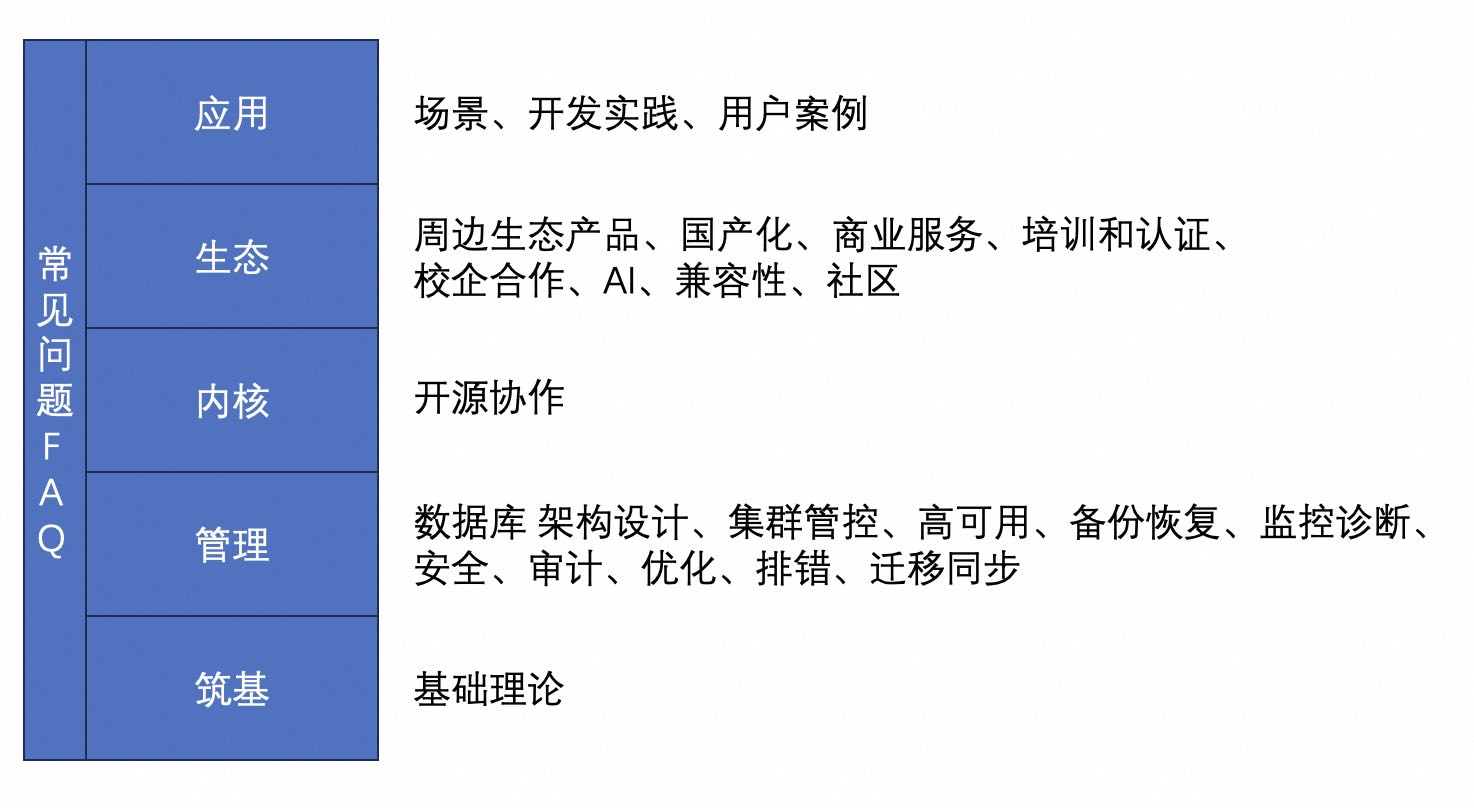 常见问题FAQ
应用
场景、开发实践、用户案例
生态
周边生态产品、国产化、商业服务、培训和认证、
校企合作、AI、兼容性、社区
内核
开源协作
管理
数据库 架构设计、集群管控、高可用、备份恢复、监控诊断、
安全、审计、优化、排错、迁移同步
筑基
基础理论